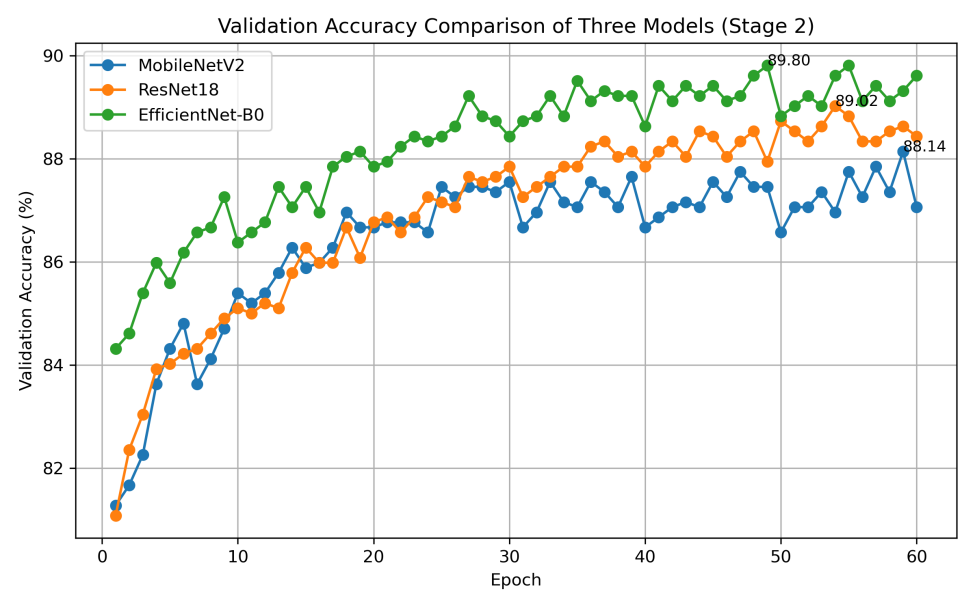 Validation Accuracy Comparison of Three Models (Stage 2)
MobileNetV2
ResNet18
EfficientNet-B0
89.80
89.02
88.14
90
88
86
84
82
Validation Accuracy (%)
0 10 20 30 40 50 60
Epoch